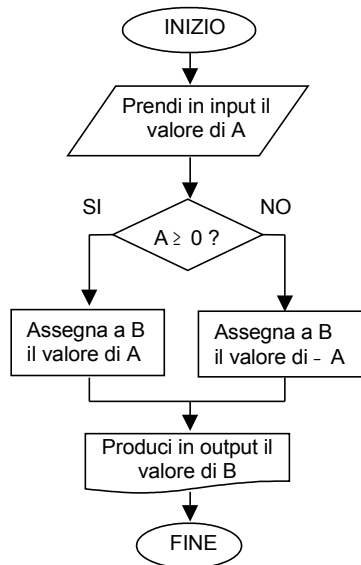 INIZIO
Prendi in input il
valore di A
SI
NO
A ≥ 0 ?
Assegna a B
il valore di A
Assegna a B
il valore di - A
Produci in output il
valore di B
FINE